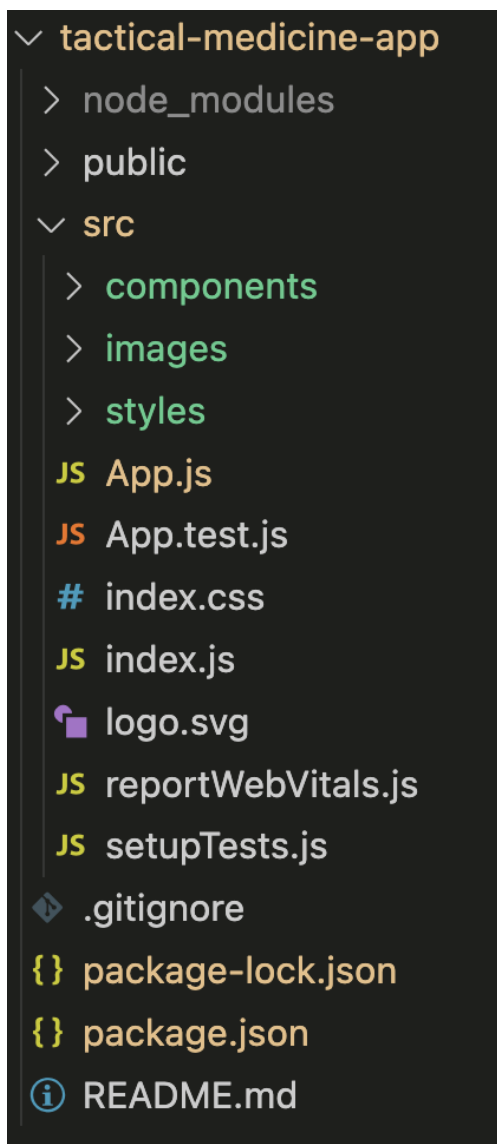 tactical-medicine-app
node_modules
public
src
components
images
styles
JS App.js
JS App.test.js
# index.css
JS index.js
logo.svg
JS reportWebVitals.js
JS setupTests.js
.gitignore
{} package-lock.json
{} package.json
README.md